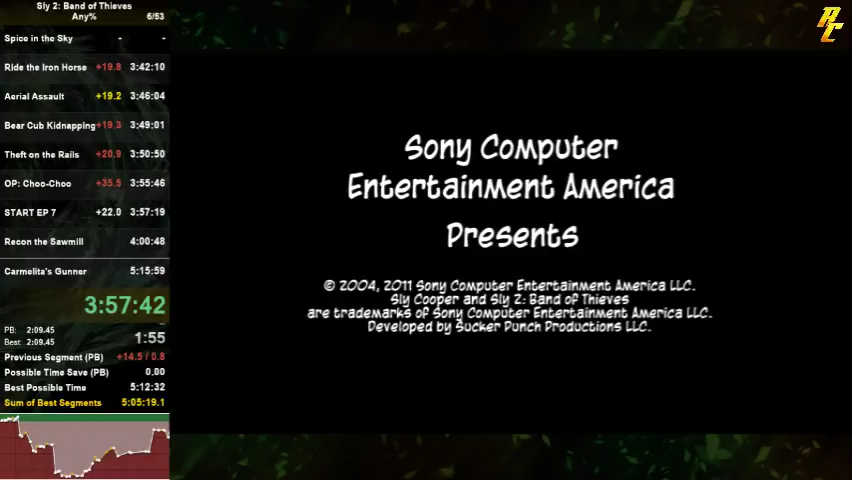 Sly 2: Band of Thieves
Any% 6/53
Spice in the Sky - -
Ride the Iron Horse +19.8 3:42:10
Aerial Assault +19.2 3:46:04
Bear Cub Kidnapping +19.3 3:49:01
Theft on the Rails +20.9 3:50:50
OP: Choo-Choo +35.5 3:55:46
START EP 7 +22.0 3:57:19
Recon the Sawmill 4:00:48
Carmelita's Gunner 5:15:59
3:57:42
PB: 2:09.45
Best: 2:09.45
1:55
Previous Segment (PB) +14.5 / 0.8
Possible Time Save (PB) 0.00
Best Possible Time 5:12:32
Sum of Best Segments 5:05:19.1
Sony Computer
Entertainment America
Presents
© 2004, 2011 Sony Computer Entertainment America LLC.
Sly Cooper and Sly 2: Band of Thieves
are trademarks of Sony Computer Entertainment America LLC.
Developed by Sucker Punch Productions LLC.